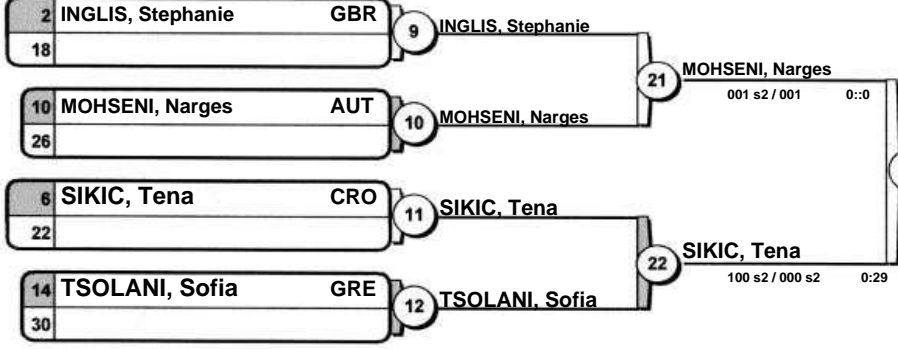 2 INGLIS, Stephanie GBR
18
9
INGLIS, Stephanie
10 MOHSENI, Narges AUT
26
10
MOHSENI, Narges
21
MOHSENI, Narges
001 s2 / 001 0::0
6 SIKIC, Tena CRO
22
11
SIKIC, Tena
14 TSOLANI, Sofia GRE
30
12
TSOLANI, Sofia
22
SIKIC, Tena
100 s2 / 000 s2 0:29